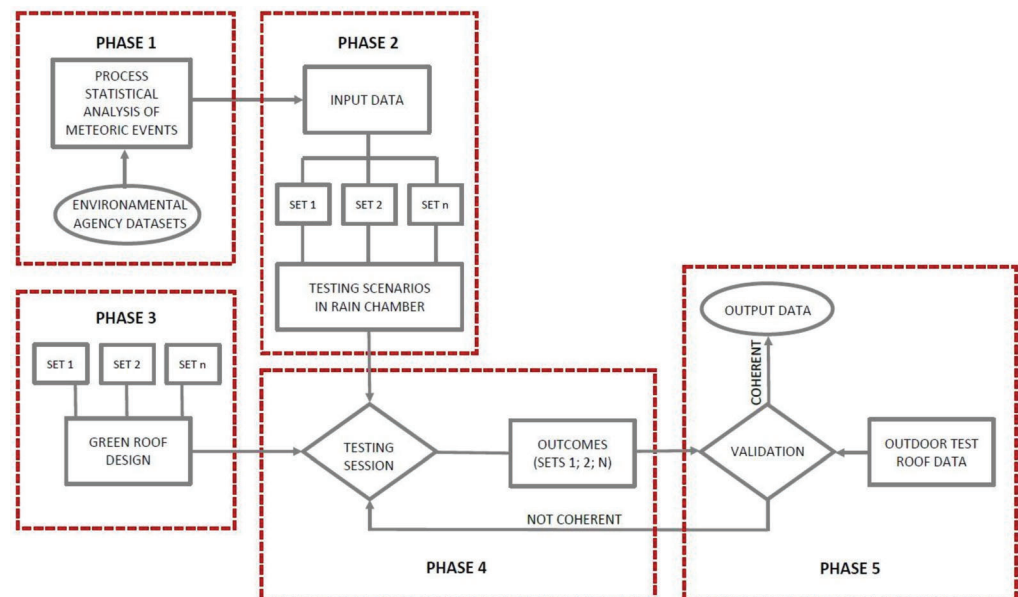 PHASE 1
PROCESS
STATISTICAL
ANALYSIS OF
METEORIC EVENTS
ENVIRONAMENTAL
AGENCY DATASETS
PHASE 2
INPUT DATA
SET 1
SET 2
SET n
TESTING SCENARIOS
IN RAIN CHAMBER
PHASE 3
SET 1
SET 2
SET n
GREEN ROOF
DESIGN
TESTING
SESSION
OUTCOMES
(SETS 1; 2; N)
NOT COHERENT
PHASE 4
OUTPUT DATA
COHERENT
VALIDATION
OUTDOOR TEST
ROOF DATA
PHASE 5